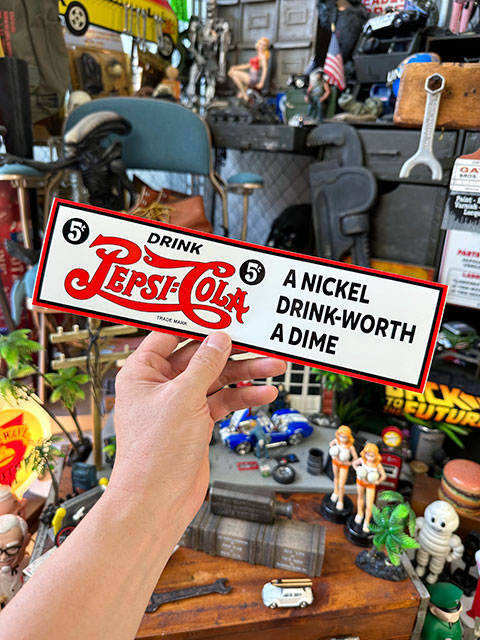 5¢
DRINK
PEPSI=COLA
TRADE MARK
5¢
A NICKEL
DRINK-WORTH
A DIME
BACK
TO THE FUTURE